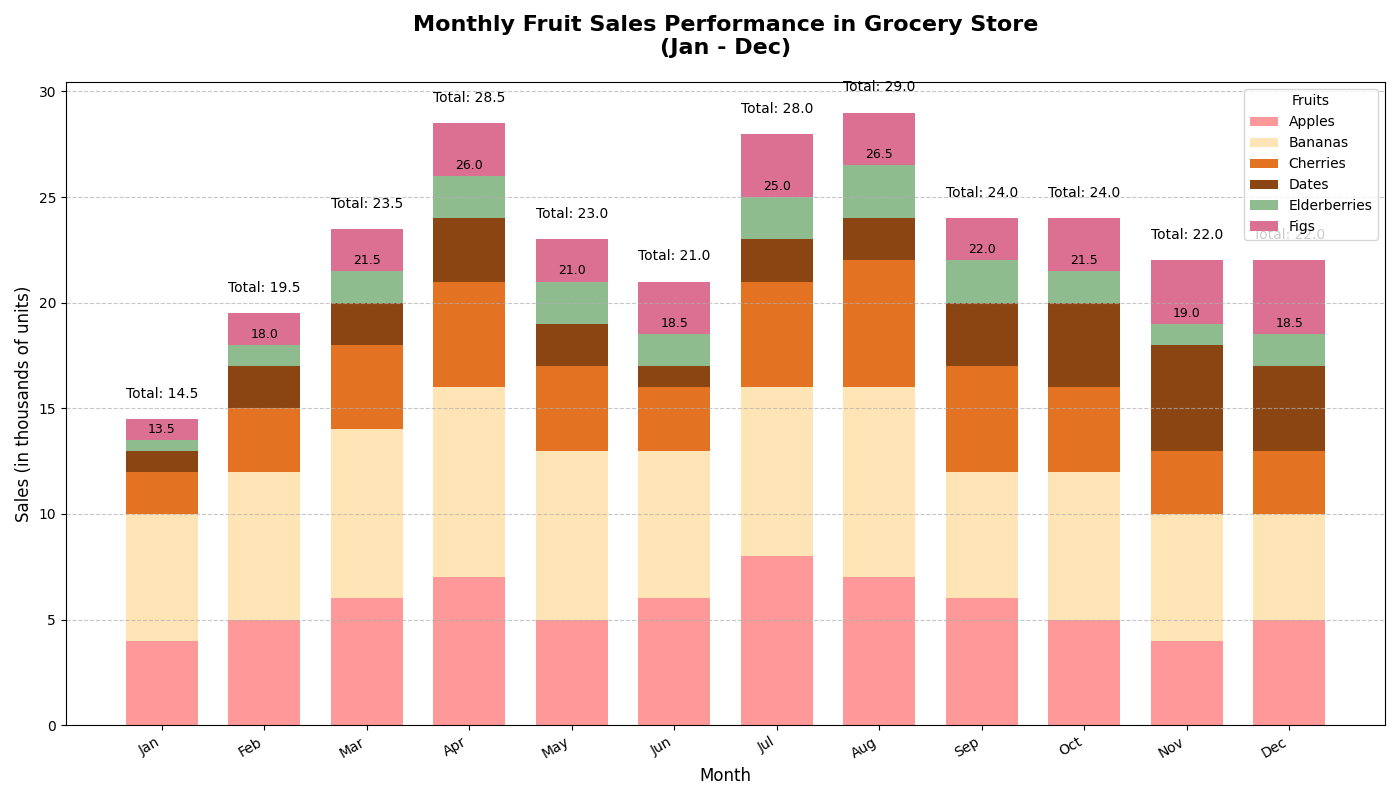 Monthly Fruit Sales Performance in Grocery Store
(Jan - Dec)
Sales (in thousands of units)
30
25
20
15
10
5
0
Total: 14.5
13.5
Total: 19.5
18.0
Total: 23.5
21.5
Total: 28.5
26.0
Total: 23.0
21.0
Total: 21.0
18.5
Total: 28.0
25.0
Total: 29.0
26.5
Total: 24.0
22.0
Total: 24.0
21.5
Total: 22.0
19.0
Total: 22.0
18.5
Fruits
Apples
Bananas
Cherries
Dates
Elderberries
Figs
Jan
Feb
Mar
Apr
May
Jun
Jul
Aug
Sep
Oct
Nov
Dec
Month